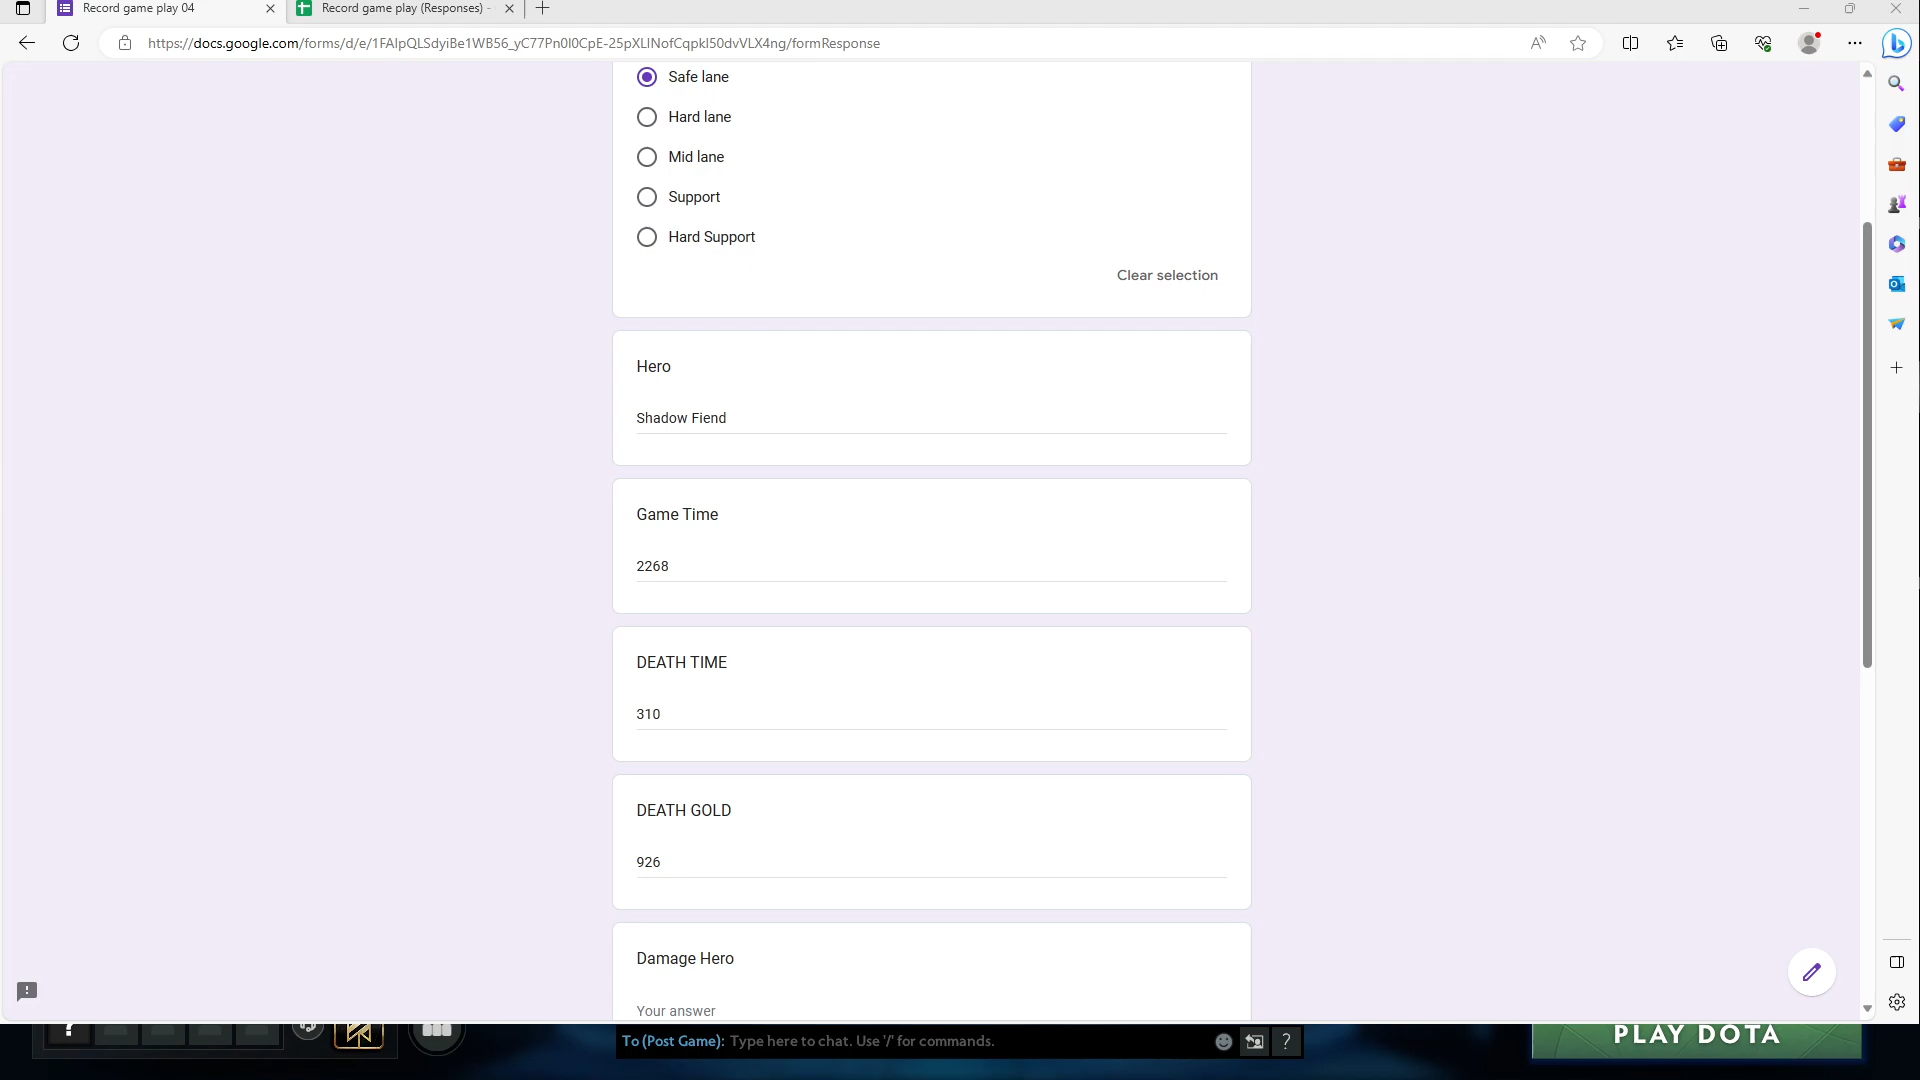 Record game play 04
Record game play (Responses) -
https://docs.google.com/forms/d/e/1FAIpQLSdyiBe1WB56_yC77Pn0I0CpE-25pXLINofCqpkI50dvVLX4ng/formResponse
Safe lane
Hard lane
Mid lane
Support
Hard Support
Clear selection
Hero
Shadow Fiend
Game Time
2268
DEATH TIME
310
DEATH GOLD
926
Damage Hero
Your answer
?
To (Post Game): Type here to chat. Use '/' for commands.
?
PLAY DOTA